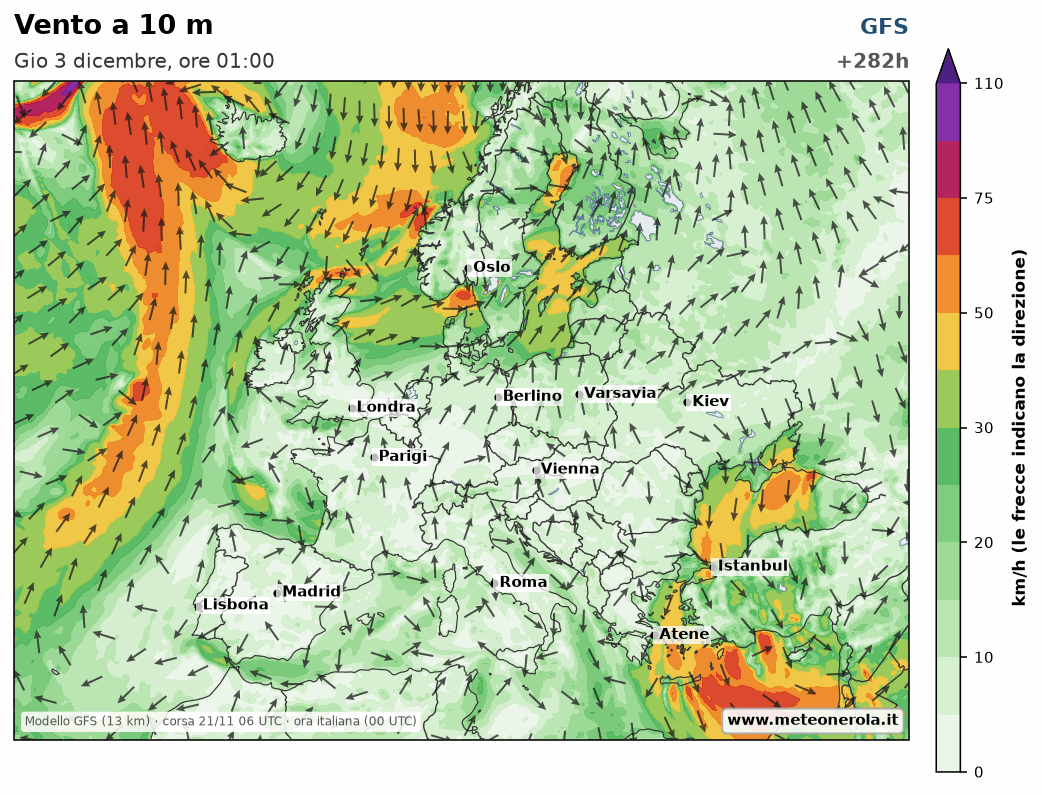 Vento a 10 m
GFS
Gio 3 dicembre, ore 01:00
+282h
110
75
50
30
20
10
0
km/h (le frecce indicano la direzione)
Oslo
Berlino
Varsavia
Kiev
Londra
Parigi
Vienna
Istanbul
Roma
Madrid
Lisbona
Atene
Modello GFS (13 km) · corsa 21/11 06 UTC · ora italiana (00 UTC)
www.meteonerola.it